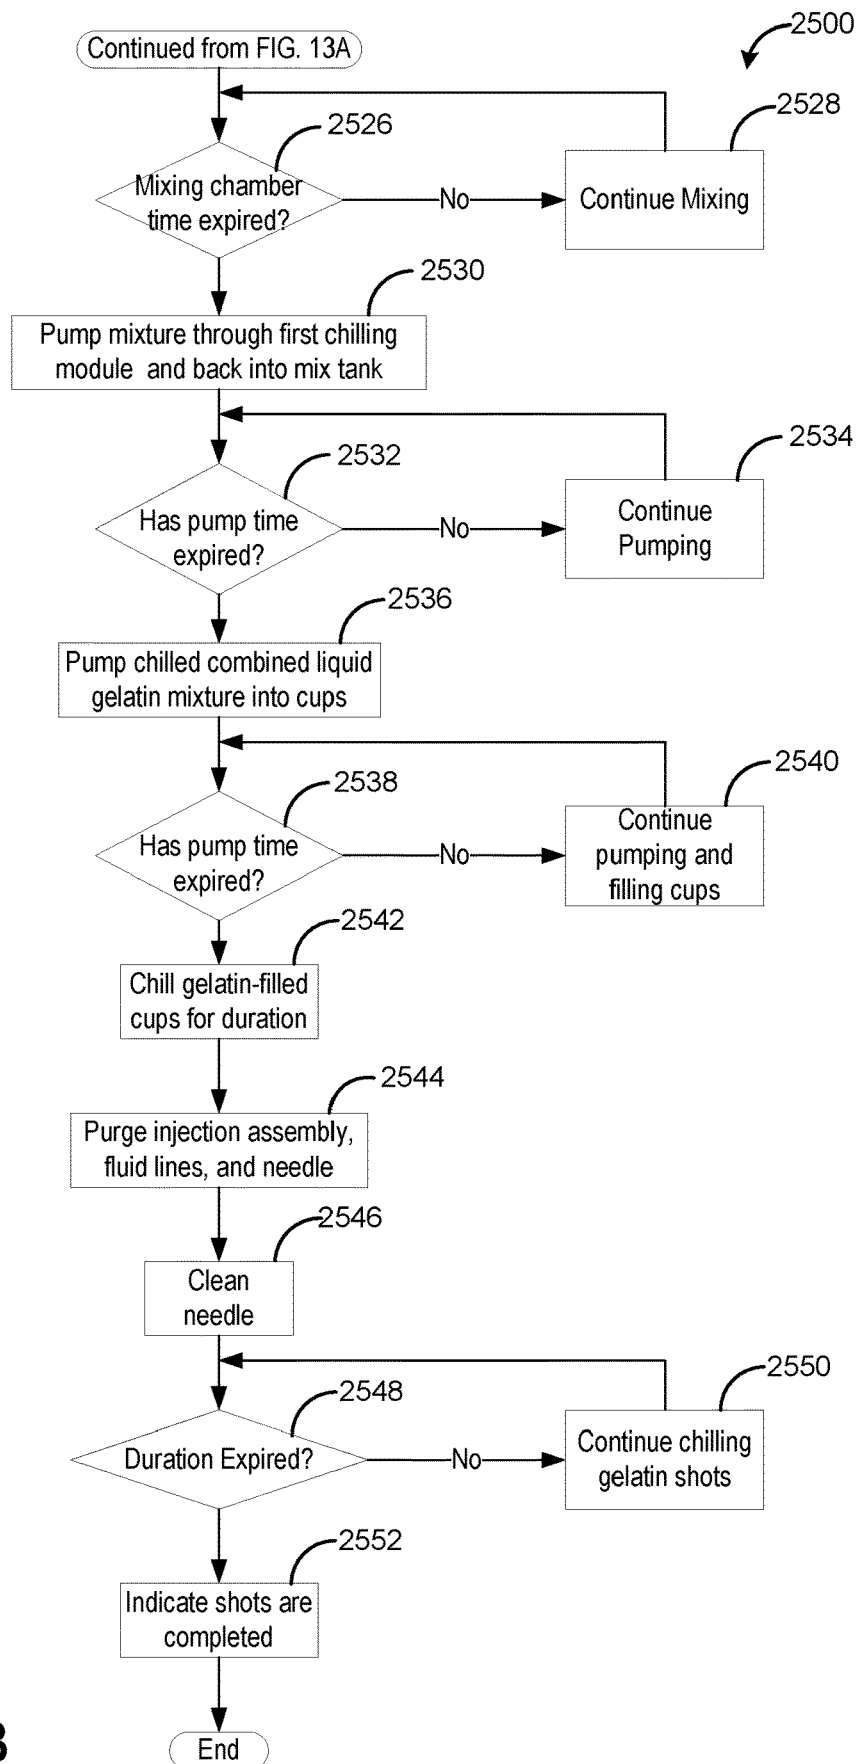 Continued from FIG. 13A
2500
2526
2528
Mixing chamber
time expired?
No
Continue Mixing
2530
Pump mixture through first chilling
module and back into mix tank
2532
2534
Has pump time
expired?
No
Continue
Pumping
2536
Pump chilled combined liquid
gelatin mixture into cups
2538
2540
Has pump time
expired?
No
Continue
pumping and
filling cups
2542
Chill gelatin-filled
cups for duration
2544
Purge injection assembly,
fluid lines, and needle
2546
Clean
needle
2548
2550
Duration Expired?
No
Continue chilling
gelatin shots
2552
Indicate shots are
completed
End